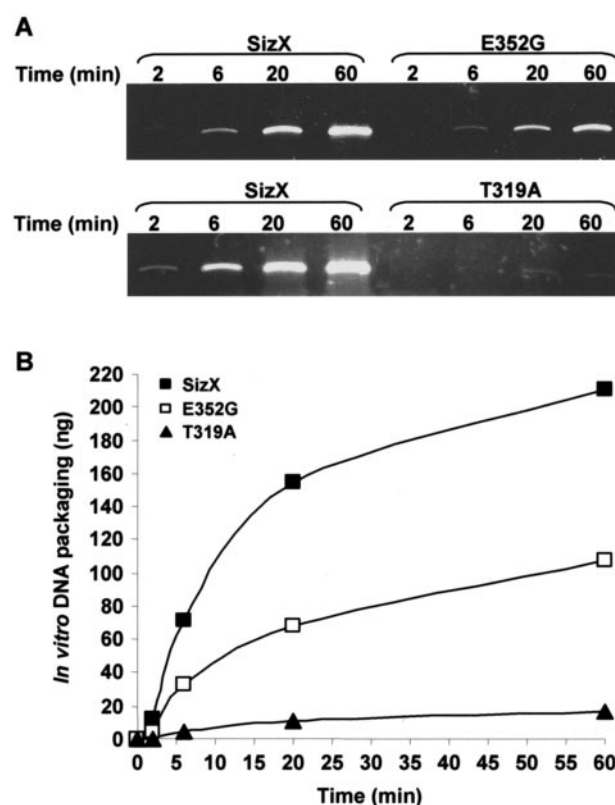 A
SizX E352G
Time (min) 2 6 20 60 2 6 20 60
SizX T319A
Time (min) 2 6 20 60 2 6 20 60
B
220
200
180
160
140
120
100
80
60
40
20
0
In vitro DNA packaging (ng)
SizX
E352G
T319A
0 5 10 15 20 25 30 35 40 45 50 55 60
Time (min)